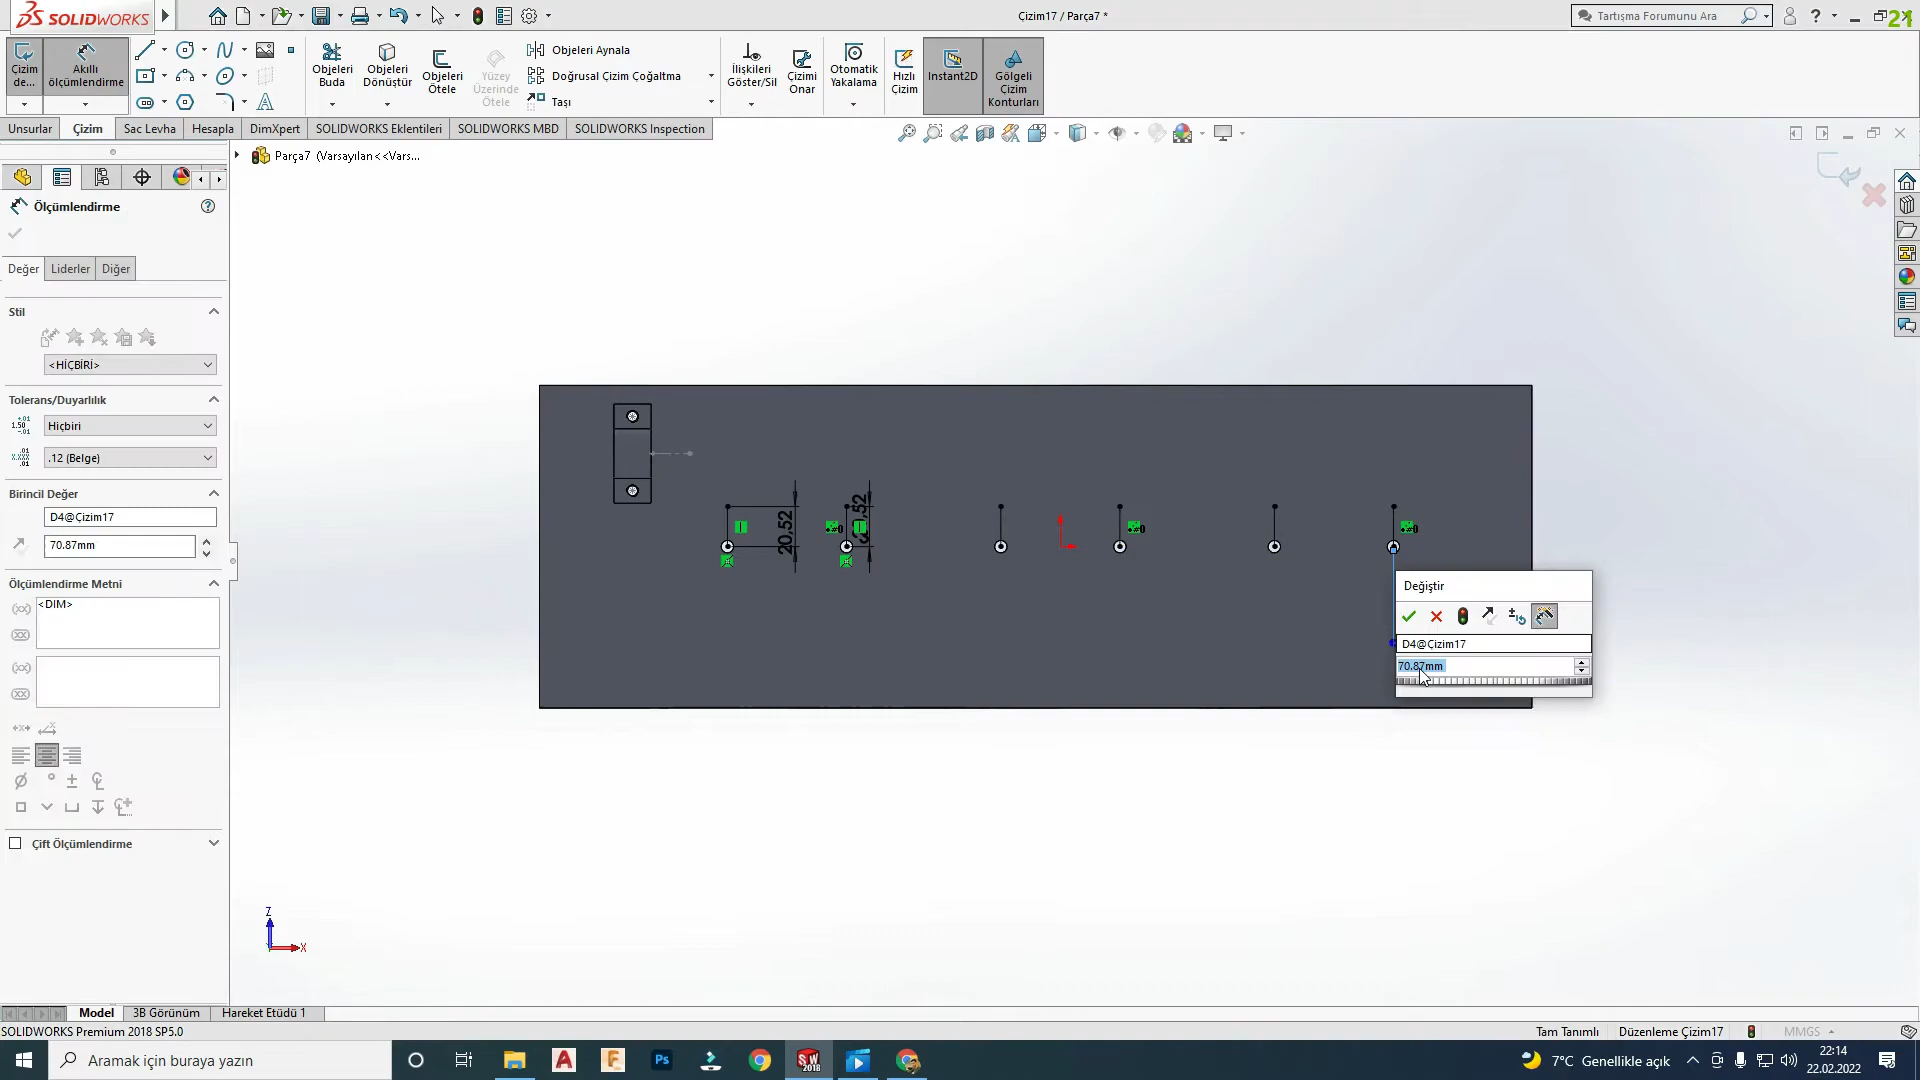 SOLIDWORKS
Çizim17 / Parça7 *
Tartışma Forumunu Ara
Çizim de...
Akıllı ölçümlendirme
Objeleri Buda
Objeleri Dönüştür
Objeleri Ötele
Yüzey Üzerinde Ötele
Objeleri Aynala
Doğrusal Çizim Çoğaltma
Taşı
İlişkileri Göster/Sil
Çizimi Onar
Otomatik Yakalama
Hızlı Çizim
Instant2D
Gölgeli Çizim Konturları
Unsurlar
Çizim
Sac Levha
Hesapla
DimXpert
SOLIDWORKS Eklentileri
SOLIDWORKS MBD
SOLIDWORKS Inspection
Parça7 (Varsayılan<<Vars...
Ölçümlendirme
Değer
Liderler
Diğer
Stil
<HİÇBİRİ>
Tolerans/Duyarlılık
Hiçbiri
.12 (Belge)
Birincil Değer
D4@Çizim17
70.87mm
Ölçümlendirme Metni
<DIM>
Çift Ölçümlendirme
20,52
20,52
Değiştir
D4@Çizim17
70.87mm
Z
X
Model
3B Görünüm
Hareket Etüdü 1
SOLIDWORKS Premium 2018 SP5.0
Tam Tanımlı
Düzenleme Çizim17
MMGS
Aramak için buraya yazın
7°C Genellikle açık
22:14
22.02.2022